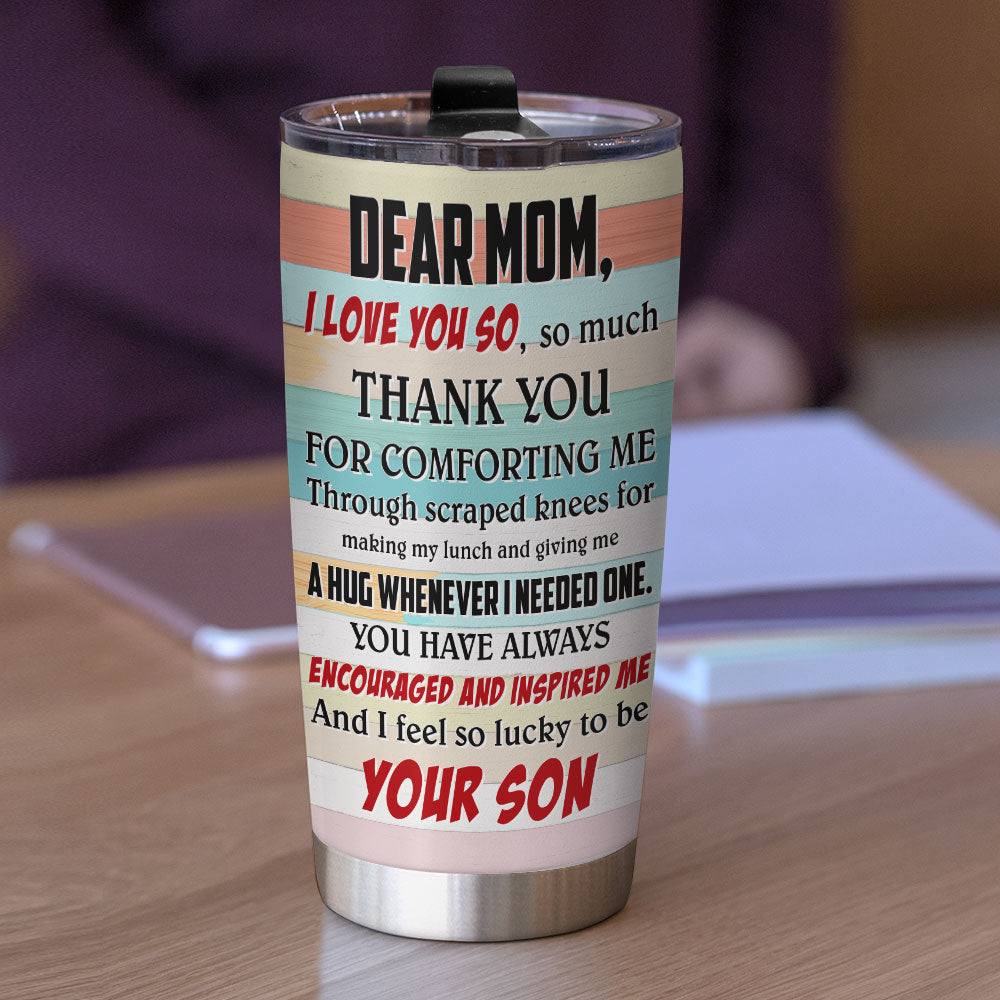 DEAR MOM,
I LOVE YOU SO, so much
THANK YOU
FOR COMFORTING ME
Through scraped knees for
making my lunch and giving me
A HUG WHENEVER I NEEDED ONE.
YOU HAVE ALWAYS
ENCOURAGED AND INSPIRED ME
And I feel so lucky to be
YOUR SON